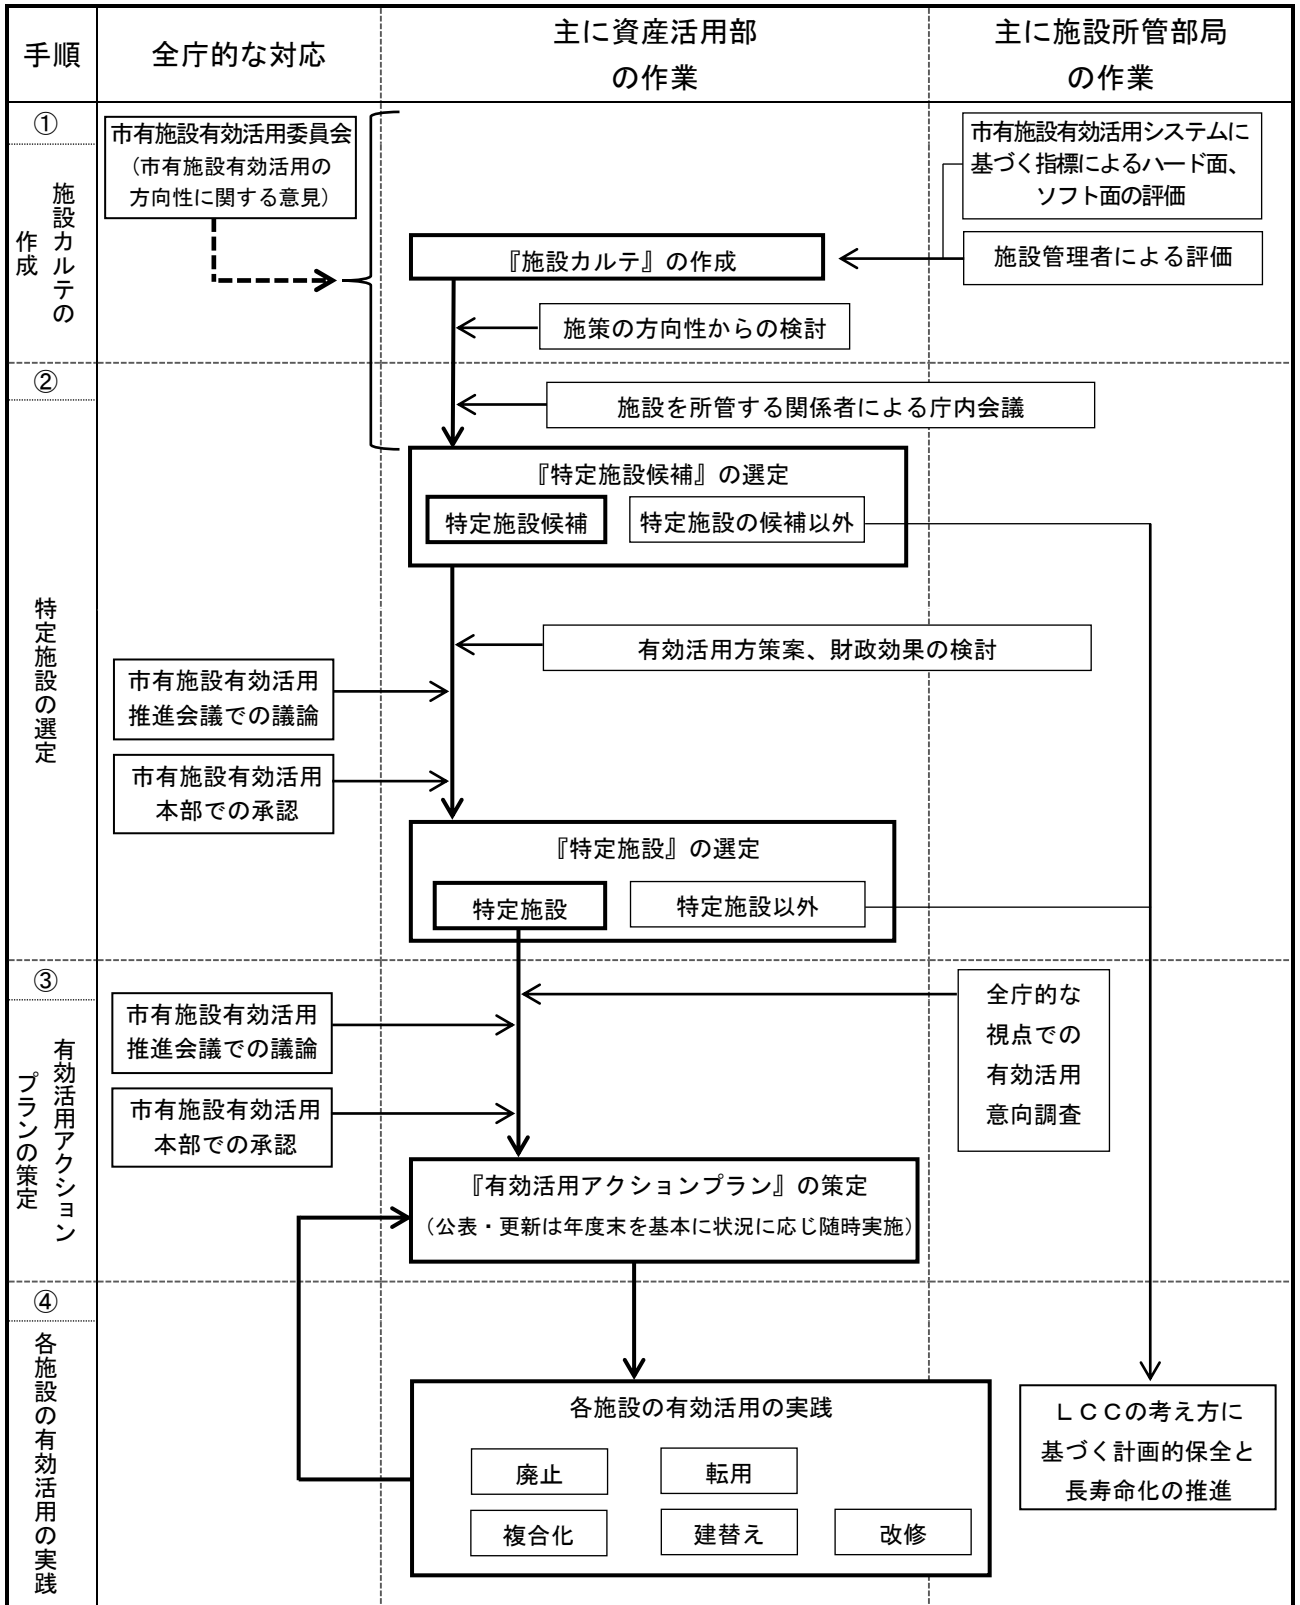 手順
全庁的な対応
主に資産活用部
の作業
主に施設所管部局
の作業
①
施設カルテの
作成
市有施設有効活用委員会
（市有施設有効活用の
方向性に関する意見）
『施設カルテ』の作成
市有施設有効活用システムに
基づく指標によるハード面、
ソフト面の評価
施設管理者による評価
施策の方向性からの検討
②
特定施設の選定
施設を所管する関係者による庁内会議
『特定施設候補』の選定
特定施設候補
特定施設の候補以外
有効活用方策案、財政効果の検討
市有施設有効活用
推進会議での議論
市有施設有効活用
本部での承認
『特定施設』の選定
特定施設
特定施設以外
③
有効活用アクション
プランの策定
全庁的な
視点での
有効活用
意向調査
市有施設有効活用
推進会議での議論
市有施設有効活用
本部での承認
『有効活用アクションプラン』の策定
（公表・更新は年度末を基本に状況に応じ随時実施）
④
各施設の有効活用の実践
各施設の有効活用の実践
廃止
転用
複合化
建替え
改修
ＬＣＣの考え方に
基づく計画的保全と
長寿命化の推進